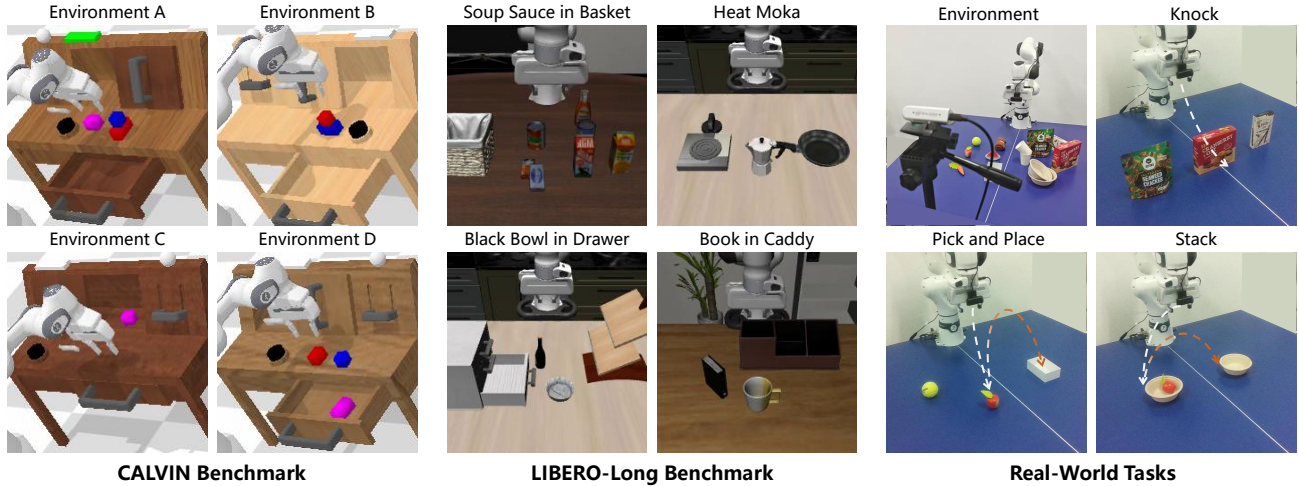 Environment A
Environment B
Soup Sauce in Basket
Heat Moka
Environment
Knock
Environment C
Environment D
Black Bowl in Drawer
Book in Caddy
Pick and Place
Stack
CALVIN Benchmark
LIBERO-Long Benchmark
Real-World Tasks